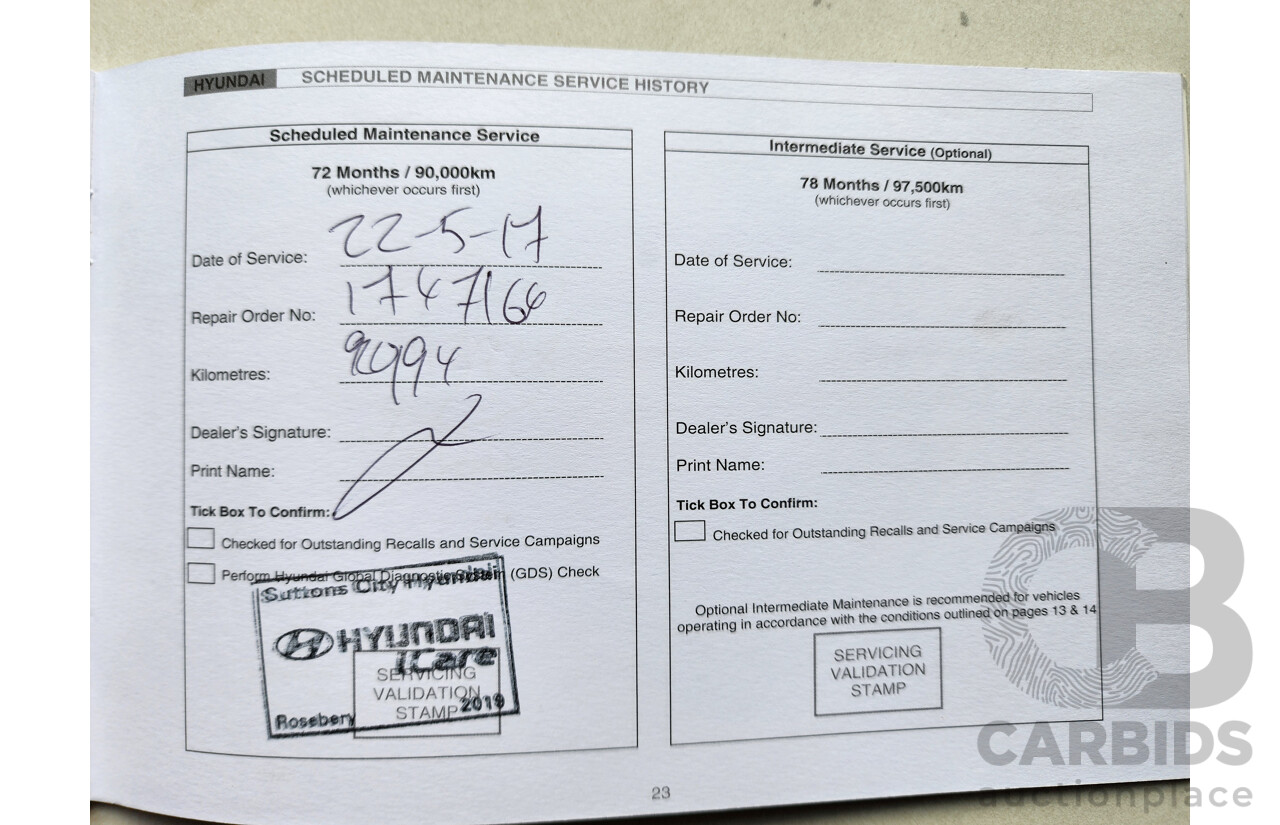 HYUNDAI SCHEDULED MAINTENANCE SERVICE HISTORY
Scheduled Maintenance Service
72 Months / 90,000km
(whichever occurs first)
Date of Service: 22-5-17
Repair Order No:
Kilometres:
Dealer's Signature:
Print Name:
Tick Box To Confirm:
Checked for Outstanding Recalls and Service Campaigns
Perform Hyundai Global Diagnostic System (GDS) Check
Suttons City Hyundai
HYUNDAI
iCare
SERVICING
VALIDATION
STAMP
Rosebery 2019
Intermediate Service (Optional)
78 Months / 97,500km
(whichever occurs first)
Date of Service:
Repair Order No:
Kilometres:
Dealer's Signature:
Print Name:
Tick Box To Confirm:
Checked for Outstanding Recalls and Service Campaigns
Optional Intermediate Maintenance is recommended for vehicles
operating in accordance with the conditions outlined on pages 13 & 14
SERVICING
VALIDATION
STAMP
23
CARBIDS
auctionplace